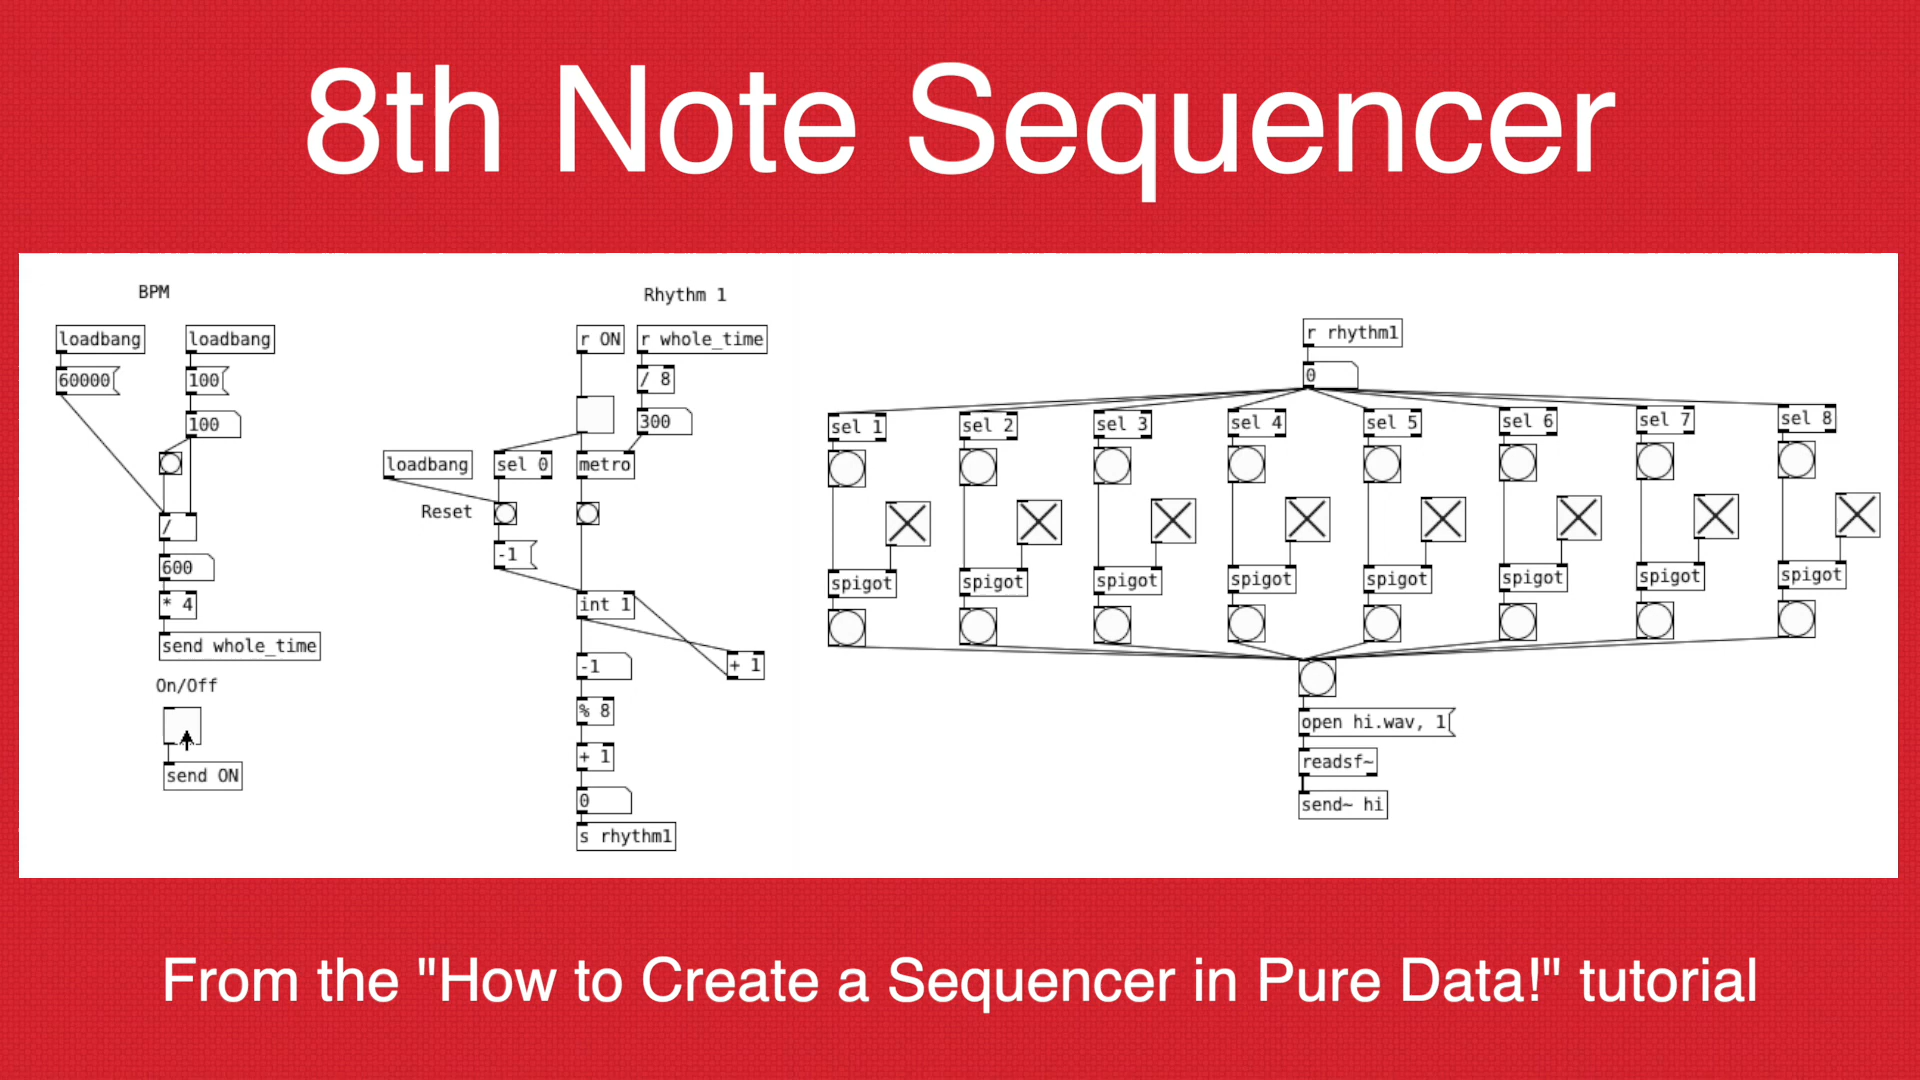 8th Note Sequencer
BPM
loadbang
loadbang
60000
100
100
/
600
* 4
send whole_time
On/Off
send ON
Rhythm 1
r ON
r whole_time
/ 8
300
loadbang
sel 0
metro
Reset
-1
int 1
-1
+ 1
% 8
+ 1
0
s rhythm1
r rhythm1
0
sel 1
sel 2
sel 3
sel 4
sel 5
sel 6
sel 7
sel 8
spigot
spigot
spigot
spigot
spigot
spigot
spigot
spigot
open hi.wav, 1
readsf~
send~ hi
From the "How to Create a Sequencer in Pure Data!" tutorial